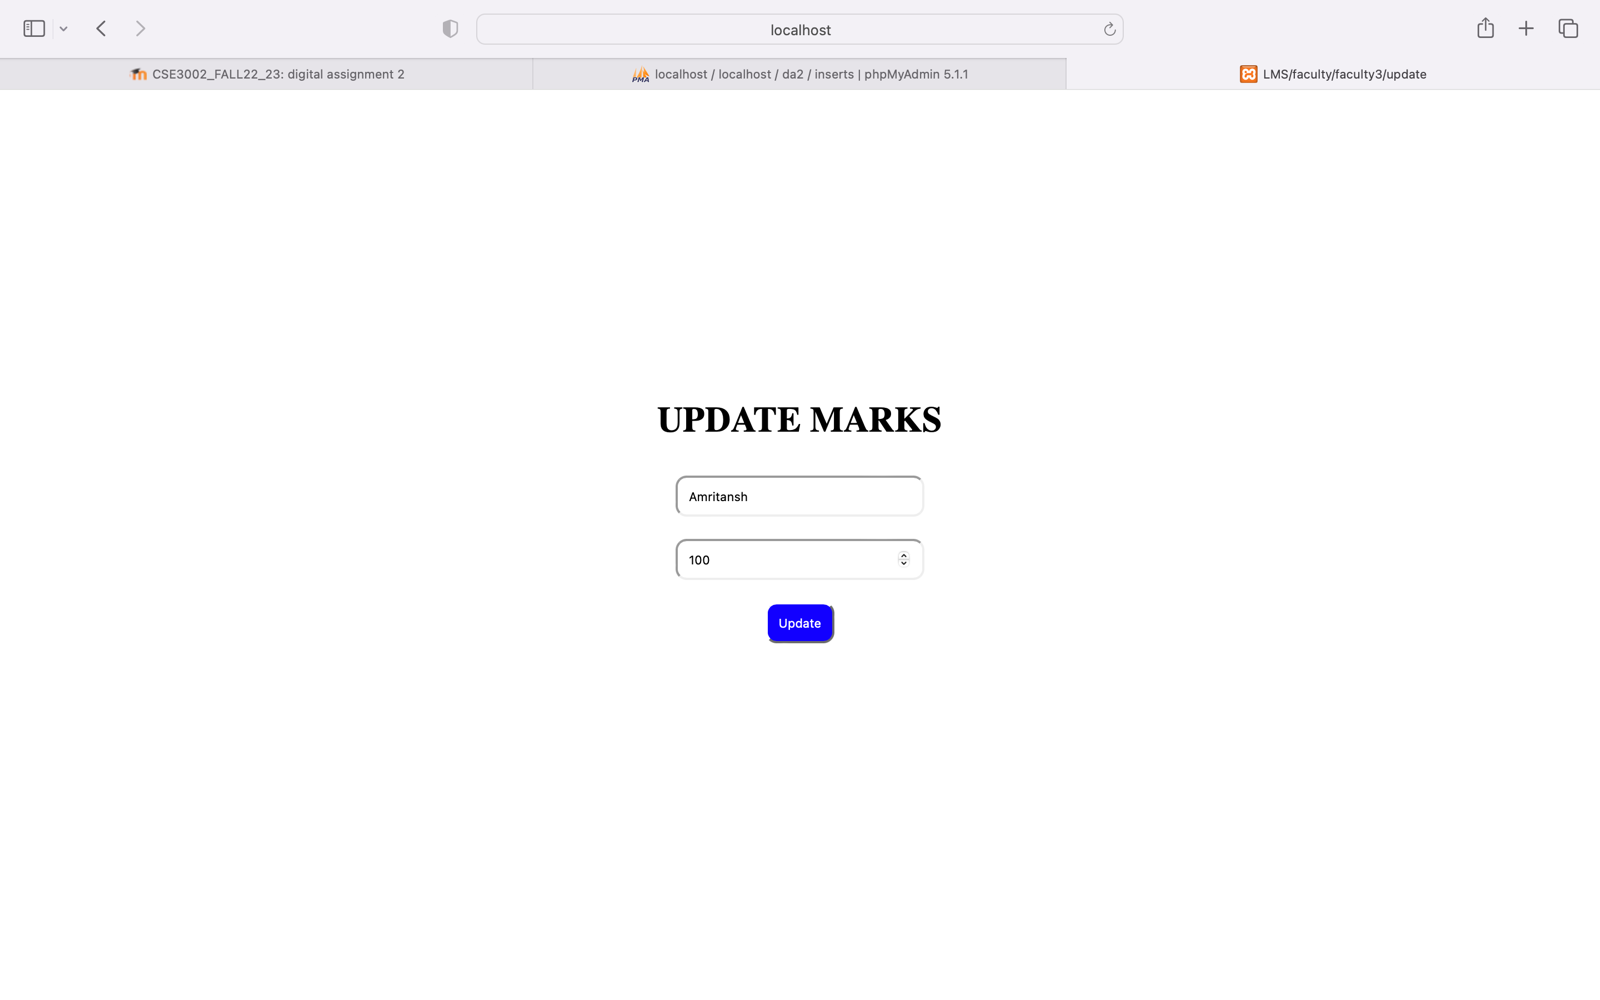 localhost
CSE3002_FALL22_23: digital assignment 2
PMA localhost / localhost / da2 / inserts | phpMyAdmin 5.1.1
LMS/faculty/faculty3/update
UPDATE MARKS
Amritansh
100
Update